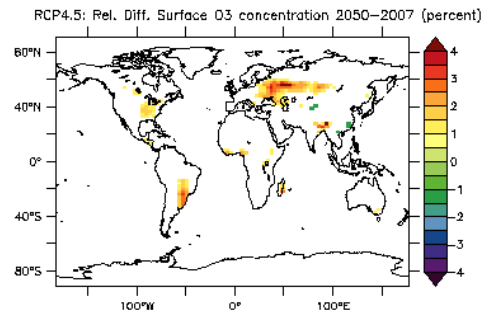 RCP4.5: Rel. Diff. Surface O3 concentration 2050−2007 (percent)
60°N
40°N
0°
40°S
80°S
100°W
0°
100°E
4
3
2
1
0
1
2
3
4